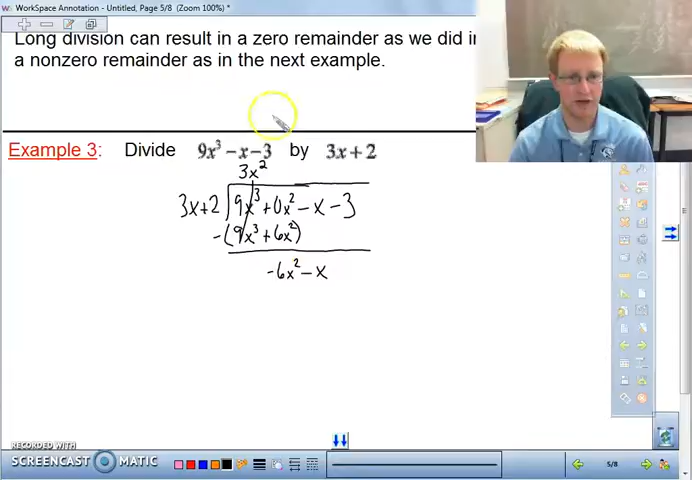 WorkSpace Annotation - Untitled, Page 5/8 (Zoom 200%) *
Long division can result in a zero remainder as we did in
a nonzero remainder as in the next example.
Example 3: Divide 9x³ − x − 3 by 3x + 2
3x²
3x+2 9x³ + 0x² - x - 3
-(9x³ + 6x²)
-6x² - x
RECORDED WITH
SCREENCAST MATIC
5/8